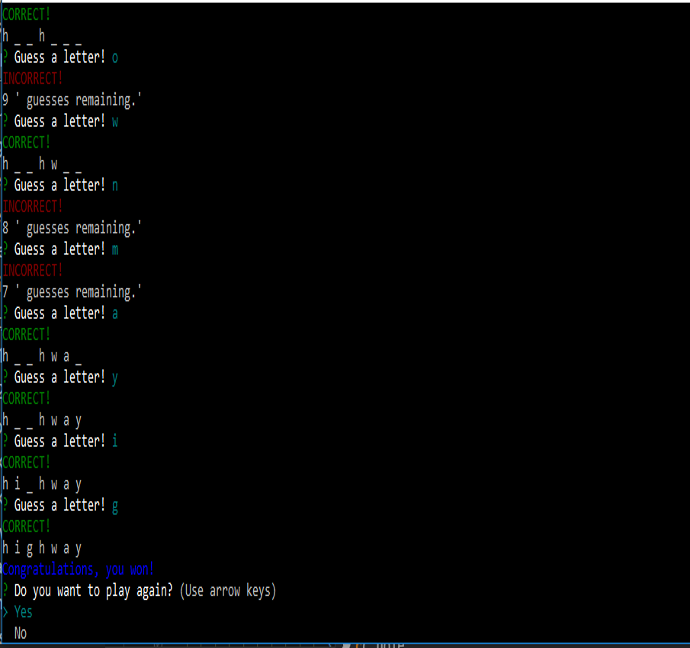 CORRECT!
h _ _ h _ _ _
? Guess a letter! o
INCORRECT!
9 ' guesses remaining.'
? Guess a letter! w
CORRECT!
h _ _ h w _ _
? Guess a letter! n
INCORRECT!
8 ' guesses remaining.'
? Guess a letter! m
INCORRECT!
7 ' guesses remaining.'
? Guess a letter! a
CORRECT!
h _ _ h w a _
? Guess a letter! y
CORRECT!
h _ _ h w a y
? Guess a letter! i
CORRECT!
h i _ h w a y
? Guess a letter! g
CORRECT!
h i g h w a y
Congratulations, you won!
? Do you want to play again? (Use arrow keys)
> Yes
No